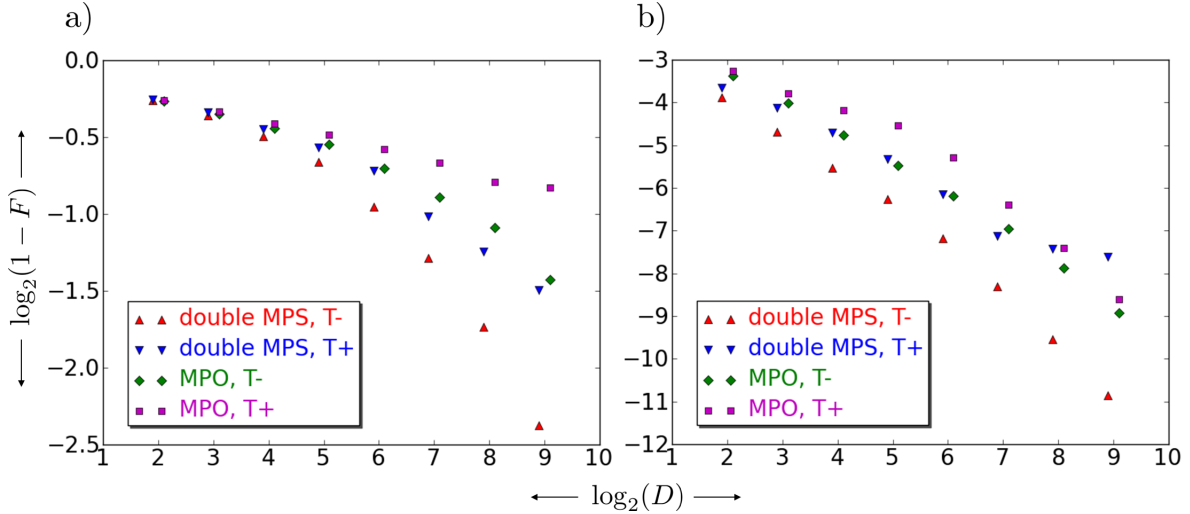 a)
0.0
−0.5
−1.0
−1.5
−2.0
−2.5
1 2 3 4 5 6 7 8 9 10
double MPS, T-
double MPS, T+
MPO, T-
MPO, T+
b)
−3
−4
−5
−6
−7
−8
−9
−10
−11
−12
1 2 3 4 5 6 7 8 9 10
double MPS, T-
double MPS, T+
MPO, T-
MPO, T+
← log₂(1 − F) →
← log₂(D) →